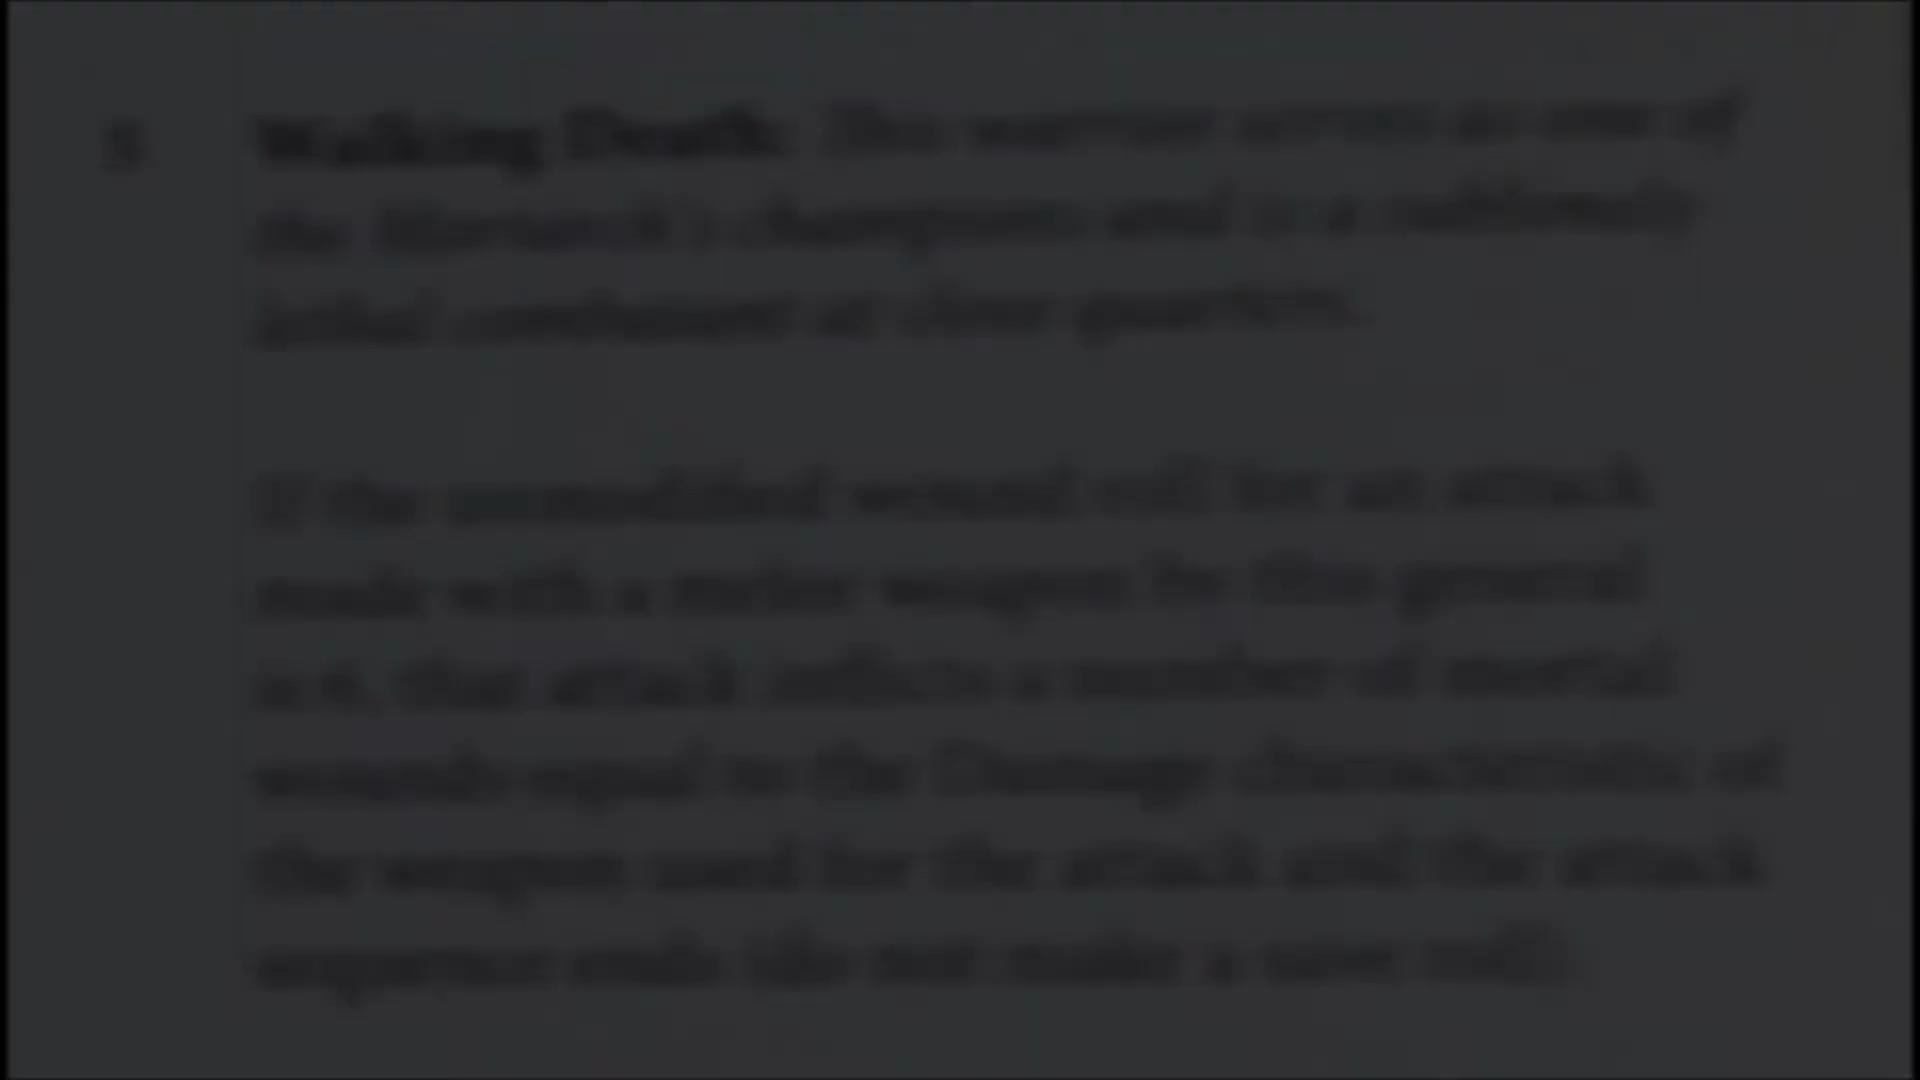 5 Walking Death: This warrior serves as one of
the Mortarch's champions and is a ruthlessly
lethal combatant at close quarters.
If the unmodified wound roll for an attack
made with a melee weapon by this general
is 6, that attack inflicts a number of mortal
wounds equal to the Damage characteristic of
the weapon used for the attack and the attack
sequence ends (do not make a save roll).